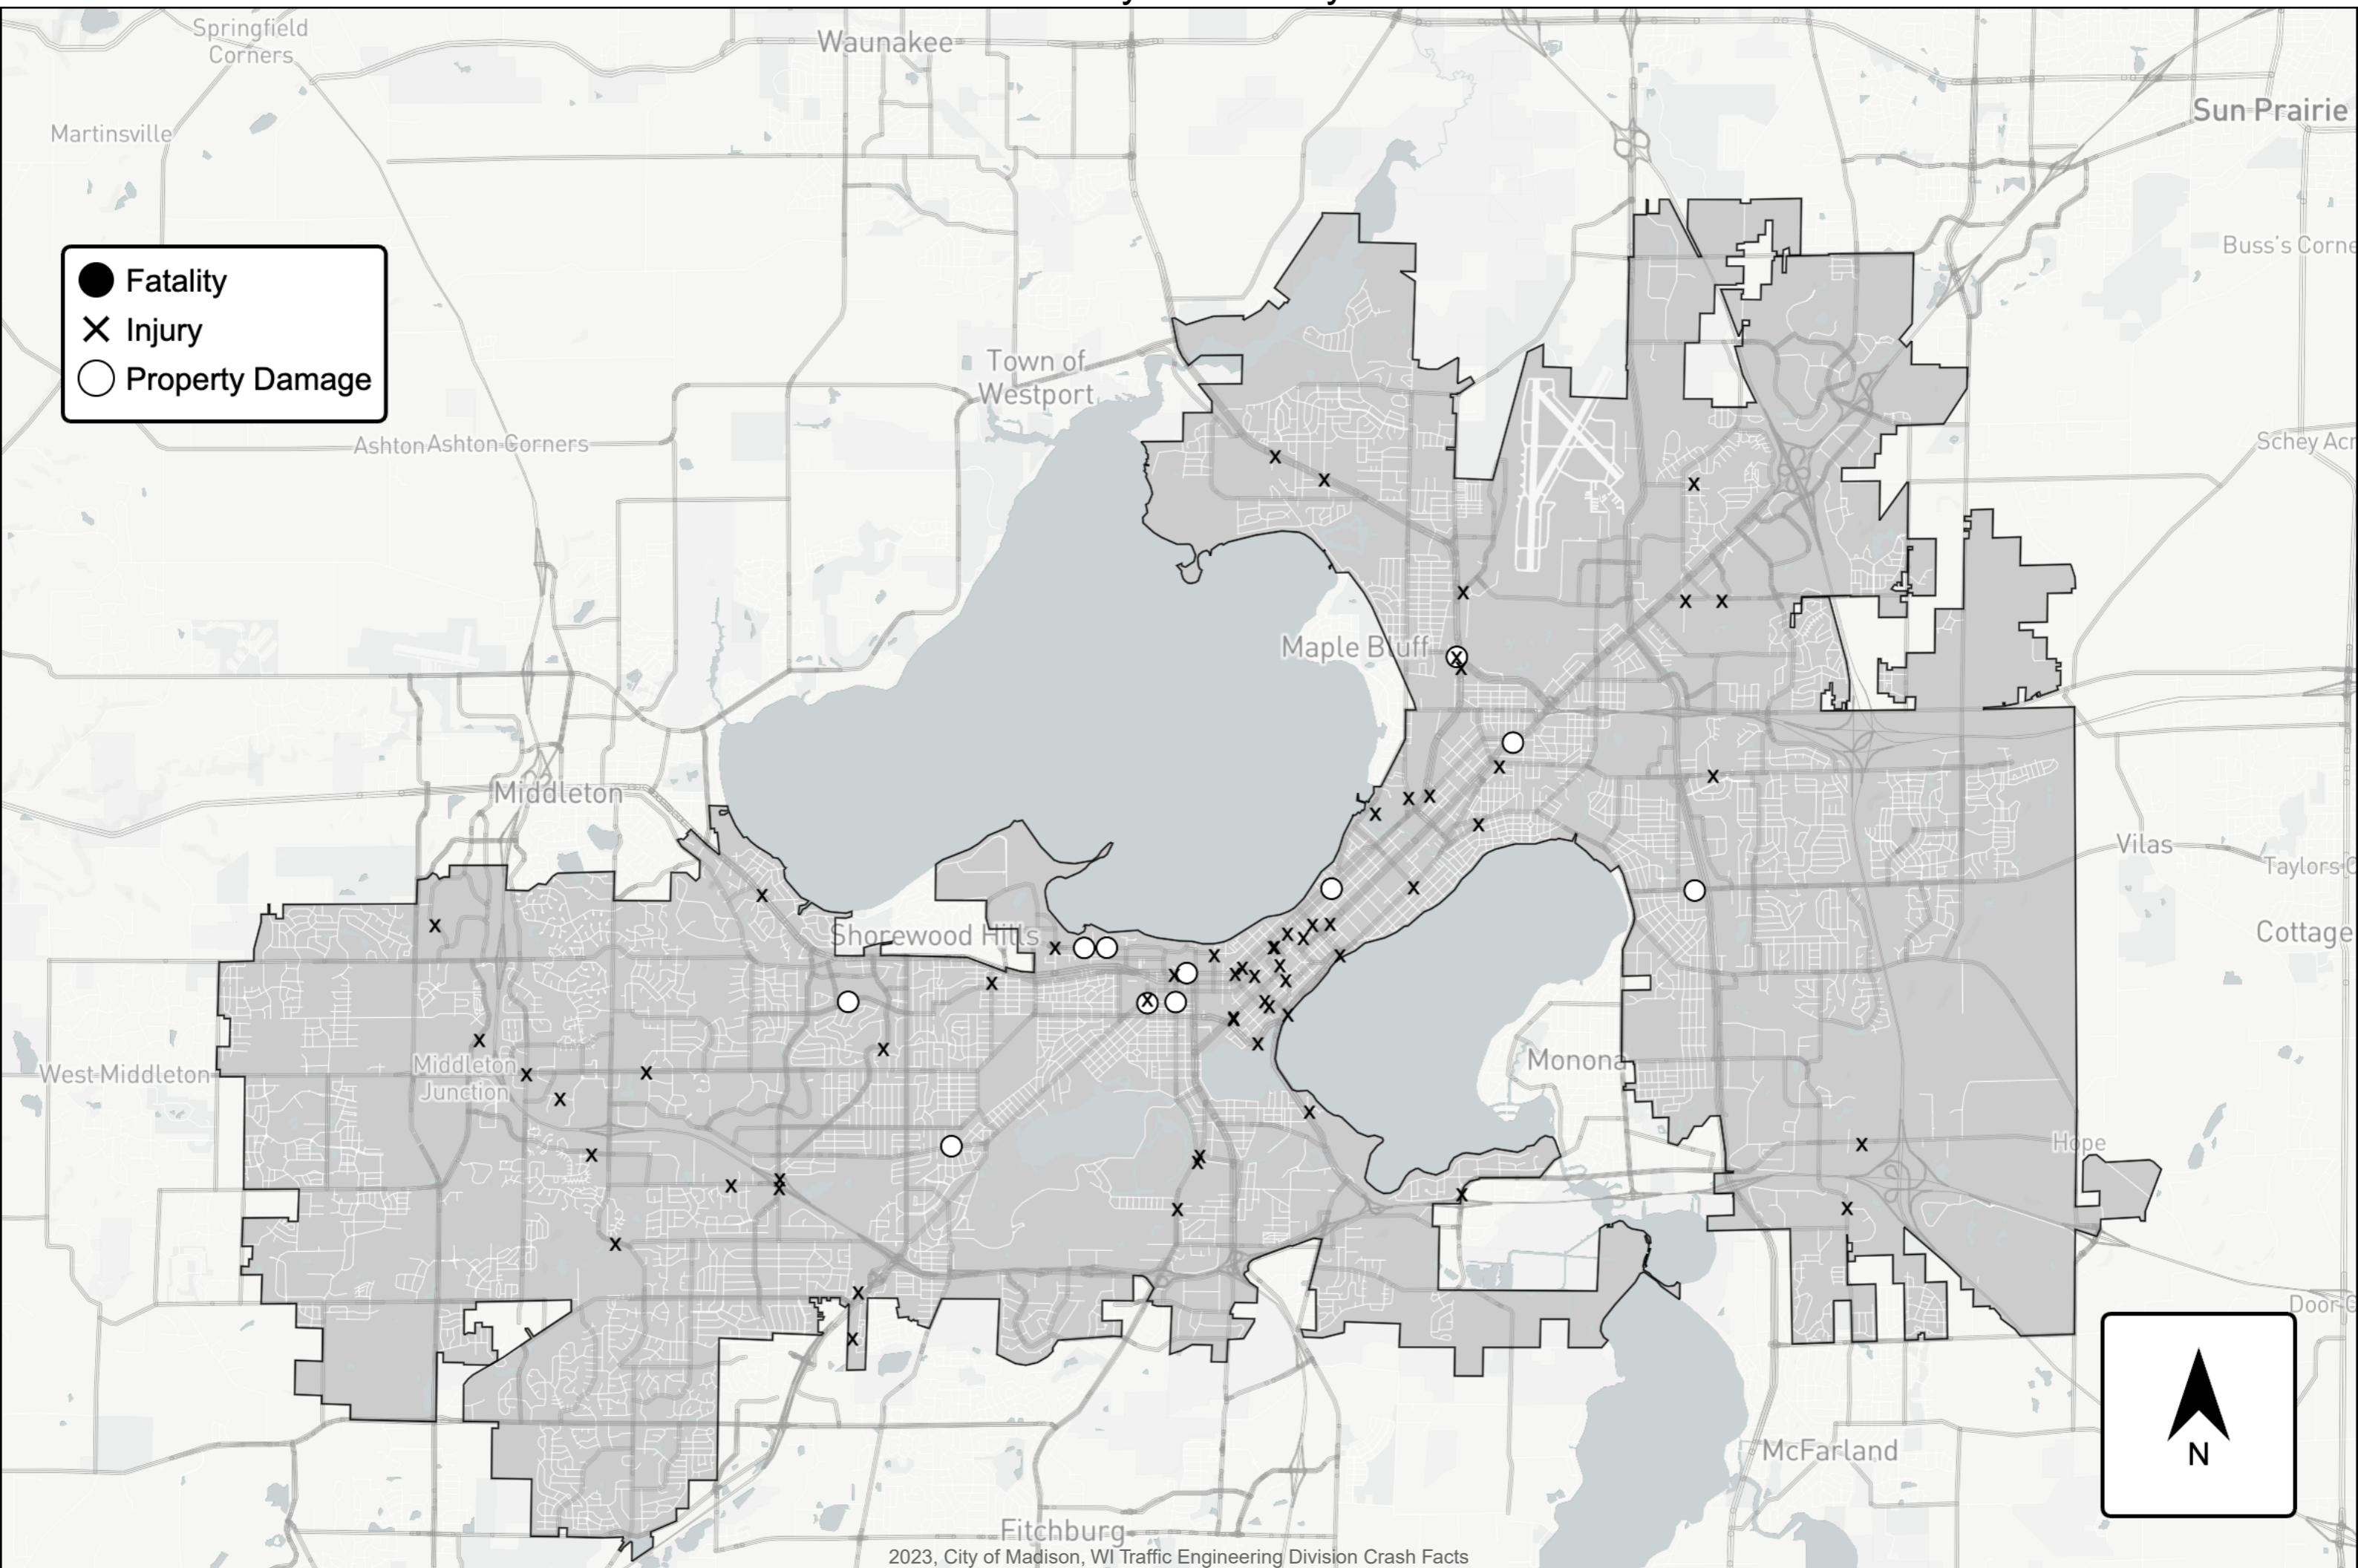 Springfield
Corners
Waunakee
Sun Prairie
Martinsville
Buss's Corne
Fatality
Injury
Property Damage
Town of
Westport
Ashton Ashton Corners
Schey Acr
Maple Bluff
Middleton
Vilas
Taylors C
Cottage
Shorewood Hills
Middleton
Junction
West Middleton
Monona
Hope
Door C
McFarland
N
Fitchburg
2023, City of Madison, WI Traffic Engineering Division Crash Facts